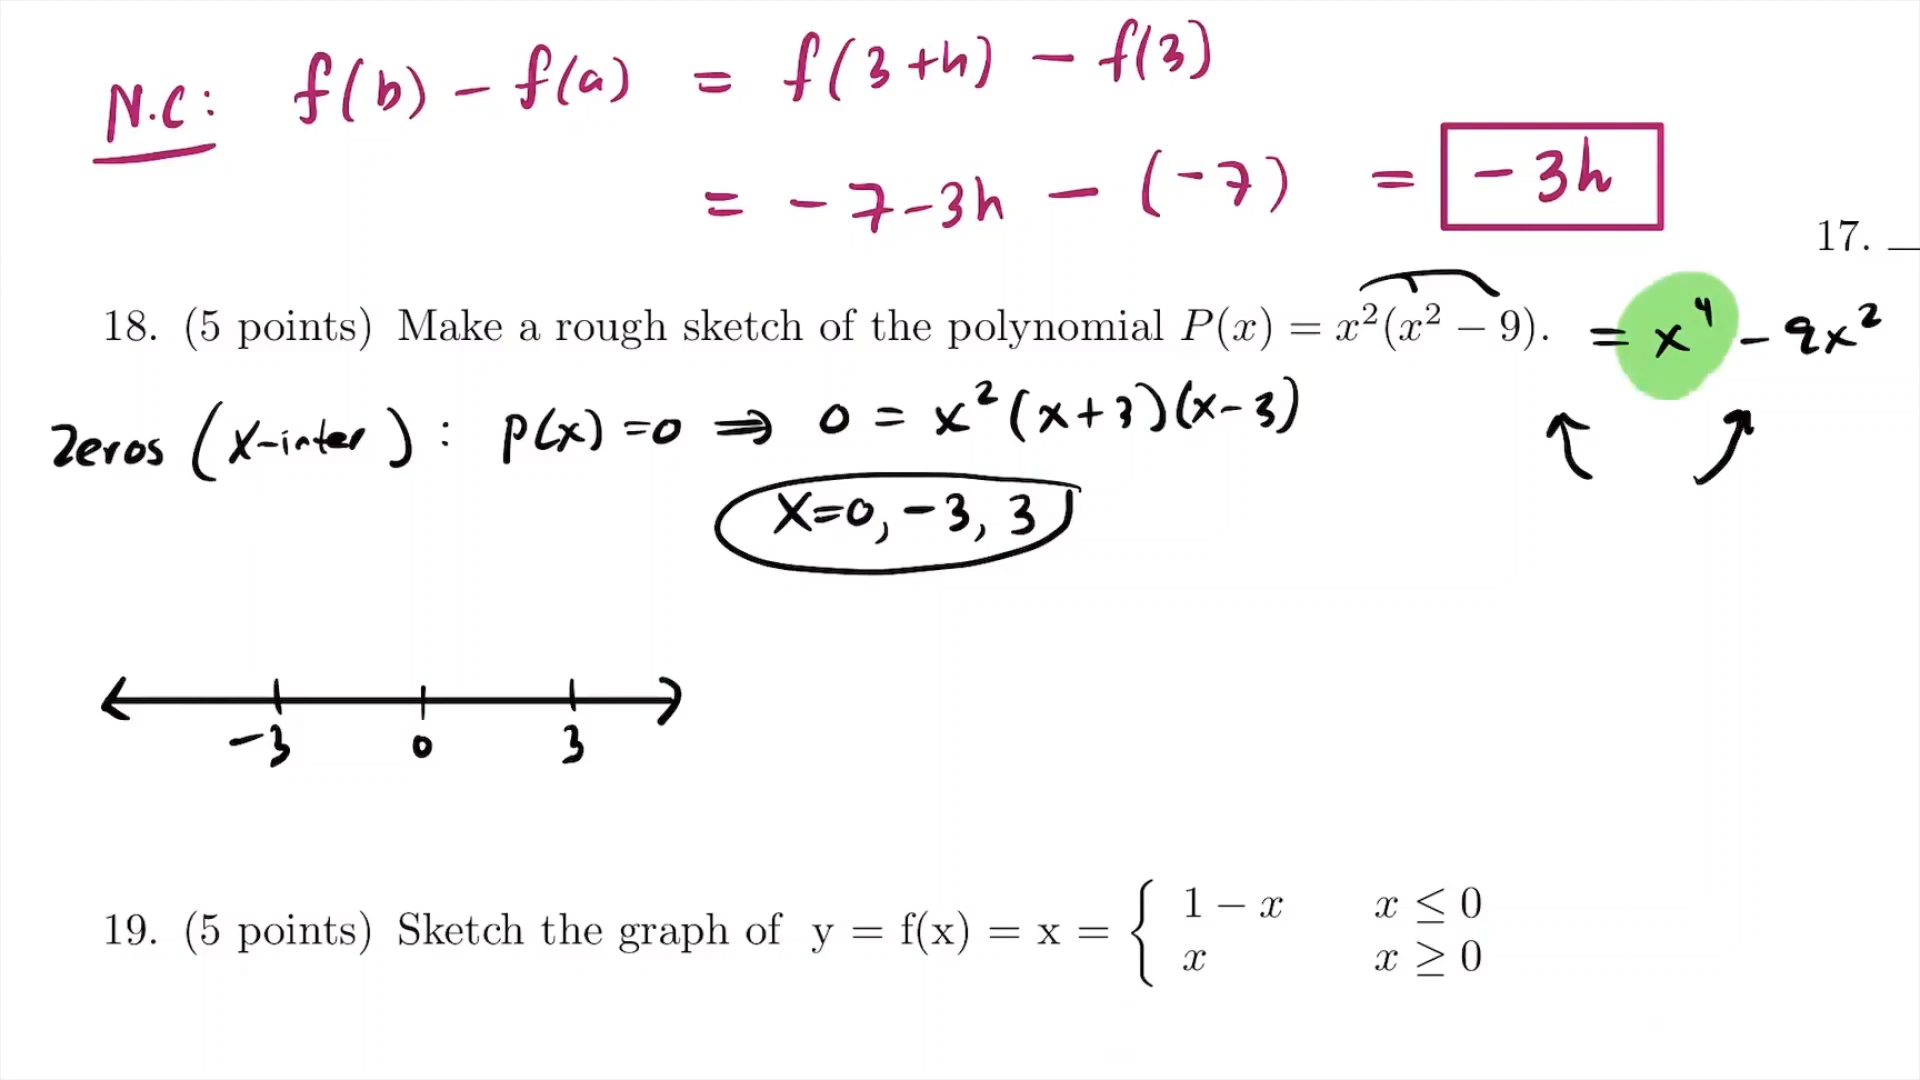 N.C: f(b) - f(a) = f(3+h) - f(3)
= -7-3h - (-7) = -3h
17. _
18. (5 points) Make a rough sketch of the polynomial P(x) = x²(x² − 9). = x⁴ - 9x²
Zeros (x-inter): P(x) =0 ⇒ 0 = x²(x+3)(x-3)
X=0, -3, 3
-3 0 3
19. (5 points) Sketch the graph of y = f(x) = x = { 1 − x x ≤ 0
x x ≥ 0